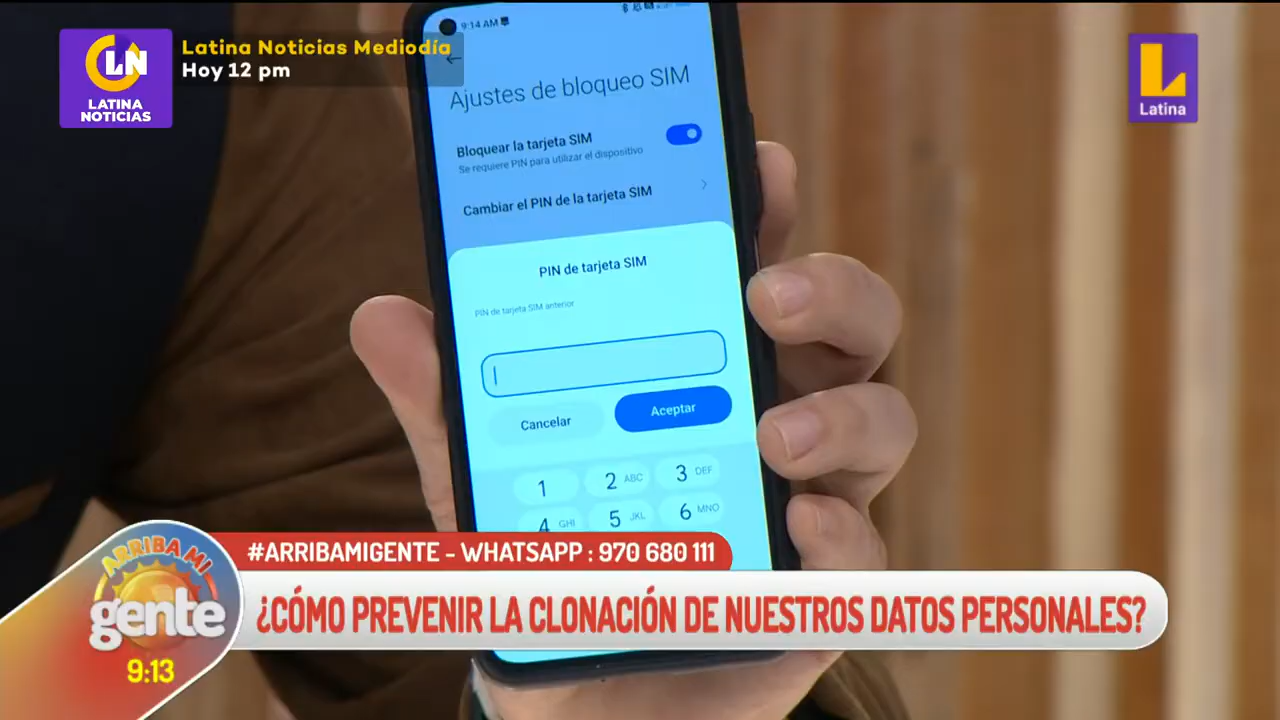 Latina Noticias Mediodía
Hoy 12 pm
LN
LATINA
NOTICIAS
L
Latina
9:14 AM
Ajustes de bloqueo SIM
Bloquear la tarjeta SIM
Se requiere PIN para utilizar el dispositivo
Cambiar el PIN de la tarjeta SIM
PIN de tarjeta SIM
PIN de tarjeta SIM anterior
Cancelar
Aceptar
1
2 ABC
3 DEF
4 GHI
5 JKL
6 MNO
#ARRIBAMIGENTE - WHATSAPP : 970 680 111
ARRIBA MI
gente
¿CÓMO PREVENIR LA CLONACIÓN DE NUESTROS DATOS PERSONALES?
9:13